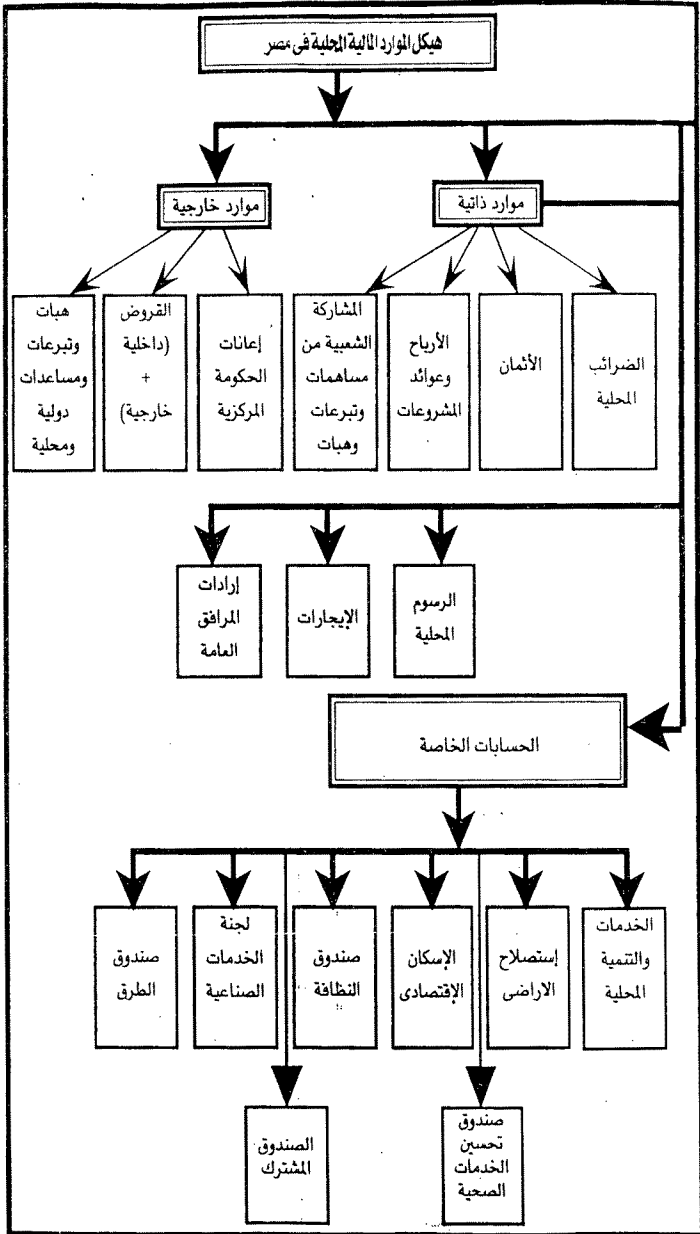 هيكل الموارد المالية المحلية فى مصر
موارد ذاتية
موارد خارجية
الضرائب
المحلية
الأثمان
الأرباح
وعوائد
المشروعات
المشاركة
الشعبية من
مساهمات
وتبرعات
وهبات
إعانات
الحكومة
المركزية
القروض
(داخلية
+
خارجية)
هبات
وتبرعات
ومساعدات
دولية
ومحلية
الرسوم
المحلية
الإيجارات
إرادات
المرافق
العامة
الحسابات الخاصة
الخدمات
والتنمية
المحلية
إستصلاح
الاراضى
الإسكان
الإقتصادى
صندوق
النظافة
لجنة
الخدمات
الصناعية
صندوق
الطرق
صندوق
تحسين
الخدمات
الصحية
الصندوق
المشترك